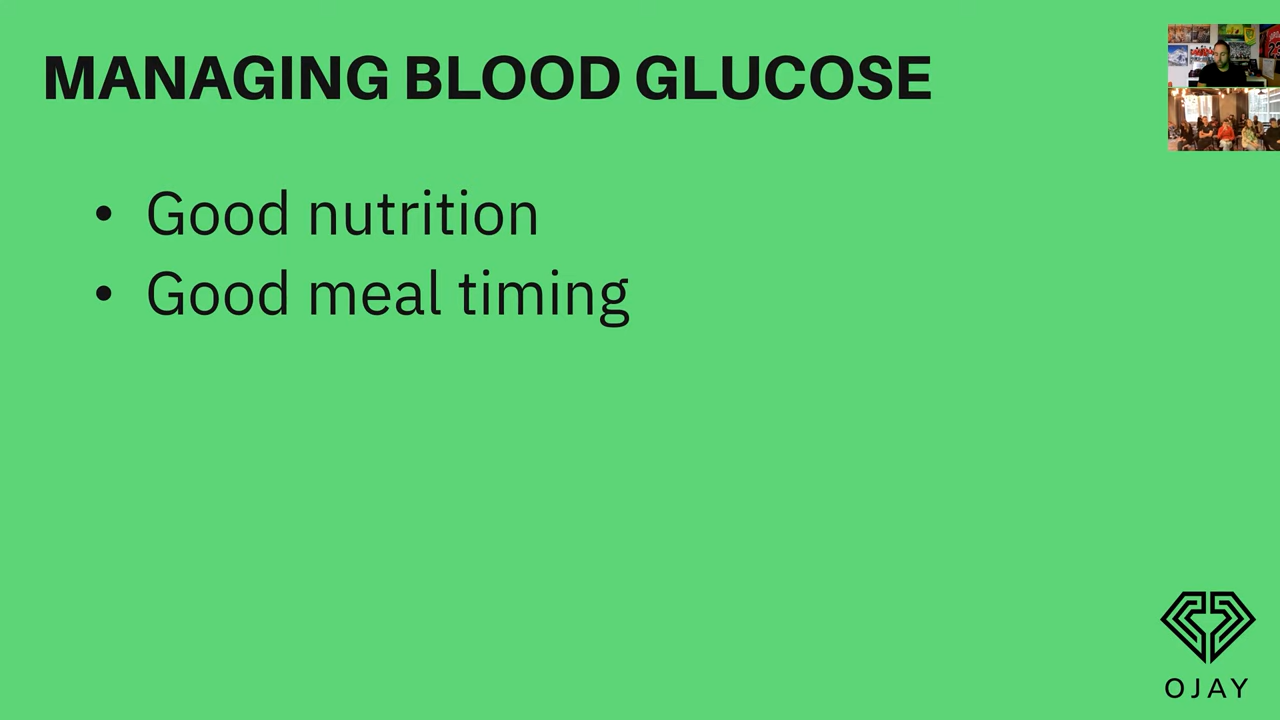 MANAGING BLOOD GLUCOSE
• Good nutrition
• Good meal timing
OJAY